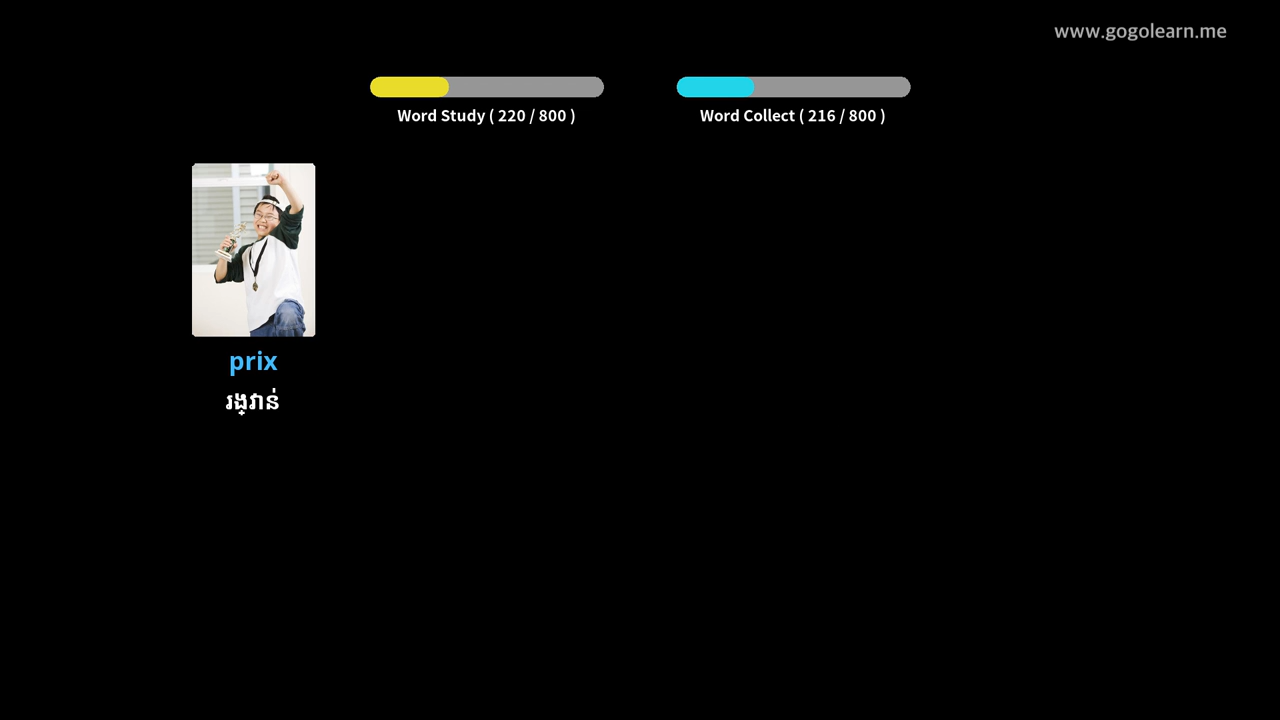 www.gogolearn.me
Word Study ( 220 / 800 )
Word Collect ( 216 / 800 )
prix
រង្វាន់